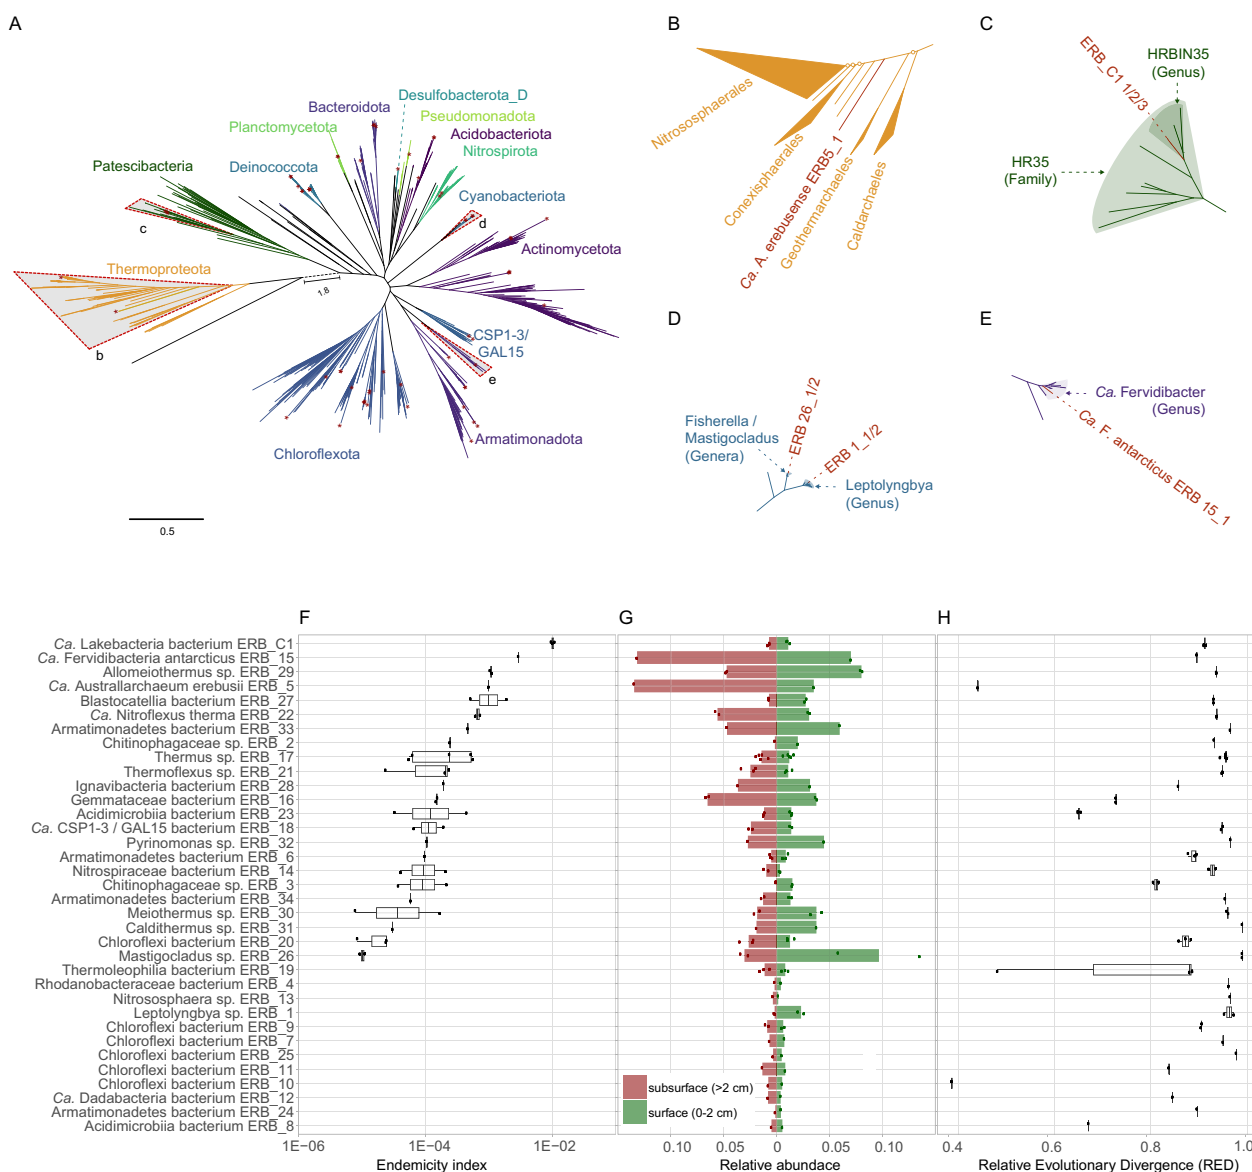 A
Bacteroidota
Desulfobacterota_D
Pseudomonadota
Planctomycetota
Acidobacteriota
Nitrospirota
Patescibacteria
Deinococcota
Cyanobacteriota
c
d
Actinomycetota
Thermoproteota
1.8
CSP1-3/
GAL15
b
e
Chloroflexota
Armatimonadota
0.5
B
Nitrososphaerales
Conexisphaerales
Ca. A. erebusense ERB5_1
Geothermarchaeles
Caldarchaeles
C
ERB_C1 1/2/3
HRBIN35
(Genus)
HR35
(Family)
D
Fisherella /
Mastigocladus
(Genera)
ERB 26_1/2
ERB 1_1/2
Leptolyngbya
(Genus)
E
Ca. Fervidibacter
(Genus)
Ca. F. antarcticus ERB 15_1
F
G
H
Ca. Lakebacteria bacterium ERB_C1
Ca. Fervidibacteria antarcticus ERB_15
Allomeiothermus sp. ERB_29
Ca. Australlarchaeum erebusii ERB_5
Blastocatellia bacterium ERB_27
Ca. Nitroflexus therma ERB_22
Armatimonadetes bacterium ERB_33
Chitinophagaceae sp. ERB_2
Thermus sp. ERB_17
Thermoflexus sp. ERB_21
Ignavibacteria bacterium ERB_28
Gemmataceae bacterium ERB_16
Acidimicrobiia bacterium ERB_23
Ca. CSP1-3 / GAL15 bacterium ERB_18
Pyrinomonas sp. ERB_32
Armatimonadetes bacterium ERB_6
Nitrospiraceae bacterium ERB_14
Chitinophagaceae sp. ERB_3
Armatimonadetes bacterium ERB_34
Meiothermus sp. ERB_30
Caldithermus sp. ERB_31
Chloroflexi bacterium ERB_20
Mastigocladus sp. ERB_26
Thermoleophilia bacterium ERB_19
Rhodanobacteraceae bacterium ERB_4
Nitrososphaera sp. ERB_13
Leptolyngbya sp. ERB_1
Chloroflexi bacterium ERB_9
Chloroflexi bacterium ERB_7
Chloroflexi bacterium ERB_25
Chloroflexi bacterium ERB_11
Chloroflexi bacterium ERB_10
Ca. Dadabacteria bacterium ERB_12
Armatimonadetes bacterium ERB_24
Acidimicrobiia bacterium ERB_8
subsurface (>2 cm)
surface (0-2 cm)
1E−06 1E−04 1E−02
Endemicity index
0.10 0.05 0 0.05 0.10
Relative abundace
0.4 0.6 0.8 1.0
Relative Evolutionary Divergence (RED)